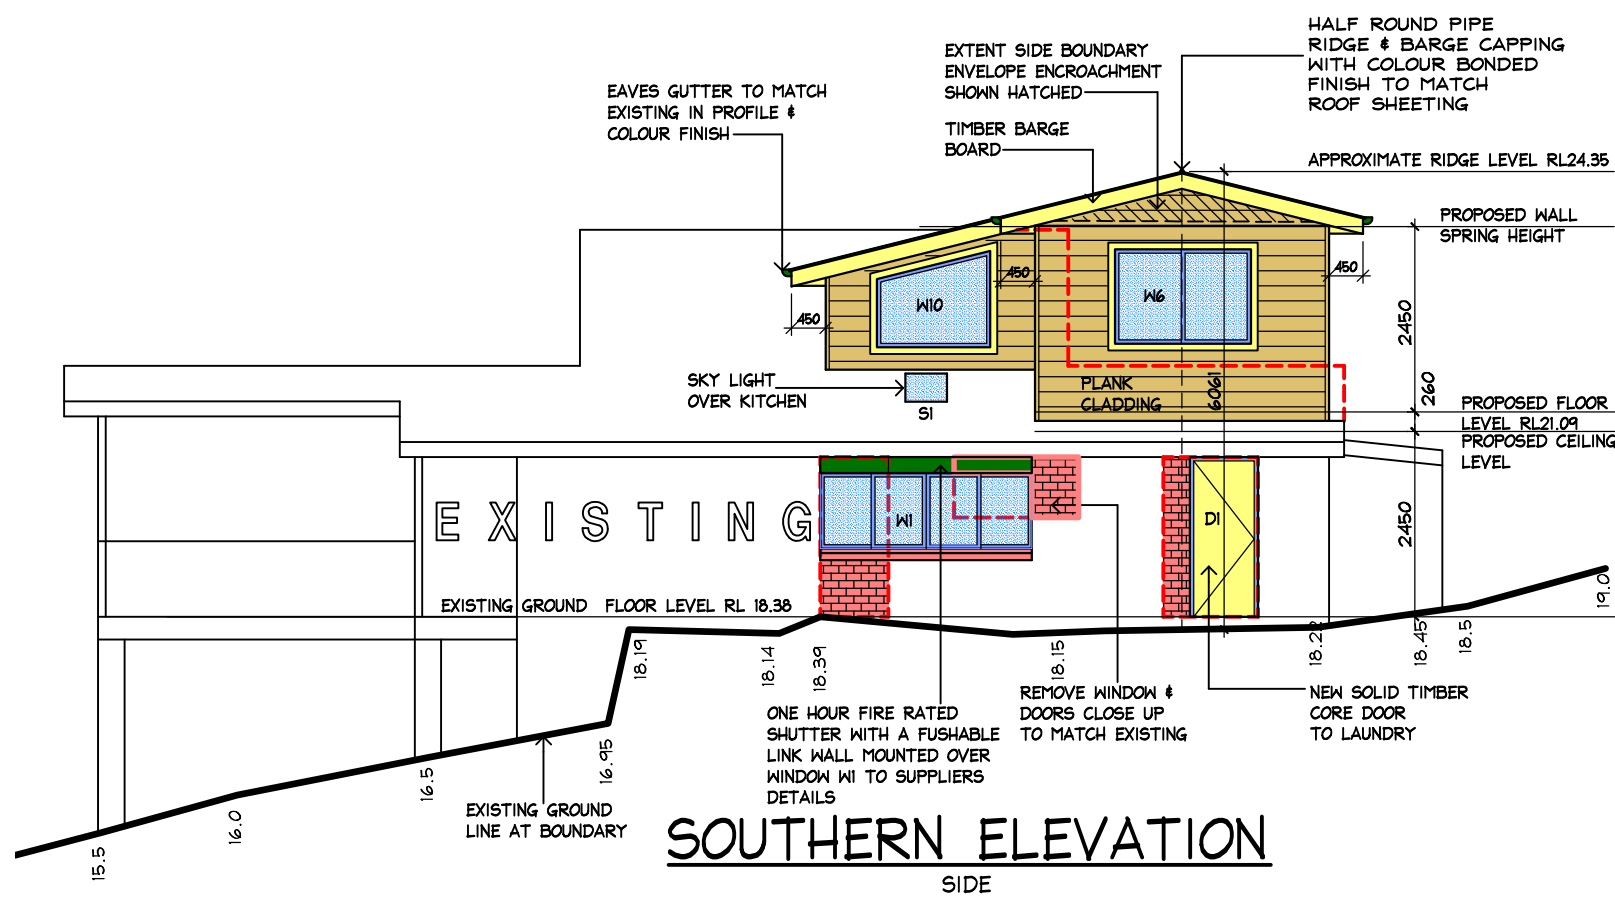 HALF ROUND PIPE
RIDGE & BARGE CAPPING
WITH COLOUR BONDED
FINISH TO MATCH
ROOF SHEETING
EXTENT SIDE BOUNDARY
ENVELOPE ENCROACHMENT
SHOWN HATCHED
EAVES GUTTER TO MATCH
EXISTING IN PROFILE &
COLOUR FINISH
TIMBER BARGE
BOARD
APPROXIMATE RIDGE LEVEL RL24.35
PROPOSED WALL
SPRING HEIGHT
450
450
450
W10
W6
2450
6061
260
SKY LIGHT
OVER KITCHEN
S1
PLANK
CLADDING
PROPOSED FLOOR
LEVEL RL21.09
PROPOSED CEILING
LEVEL
EXISTING
W1
D1
2450
EXISTING GROUND FLOOR LEVEL RL 18.38
19.0
18.19
18.14
18.39
18.15
18.22
18.45
18.5
REMOVE WINDOW &
DOORS CLOSE UP
TO MATCH EXISTING
NEW SOLID TIMBER
CORE DOOR
TO LAUNDRY
ONE HOUR FIRE RATED
SHUTTER WITH A FUSHABLE
LINK WALL MOUNTED OVER
WINDOW W1 TO SUPPLIERS
DETAILS
16.95
16.5
16.0
15.5
EXISTING GROUND
LINE AT BOUNDARY
SOUTHERN ELEVATION
SIDE